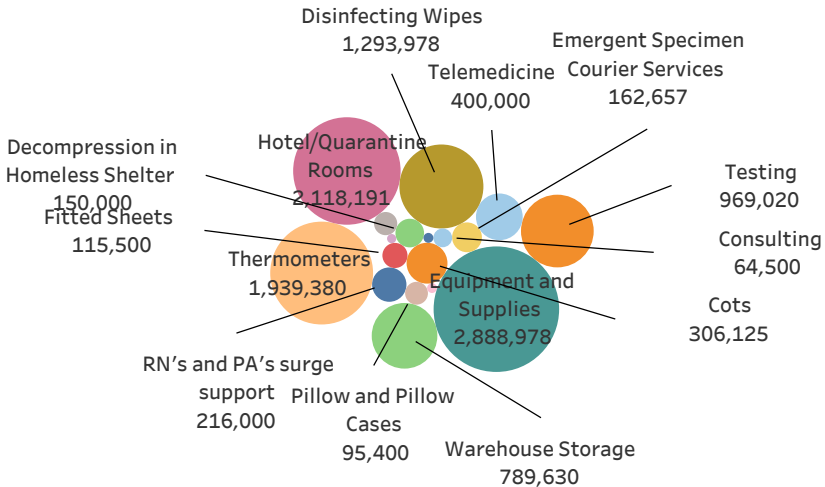 Disinfecting Wipes
1,293,978
Emergent Specimen
Courier Services
162,657
Telemedicine
400,000
Hotel/Quarantine
Rooms
2,118,191
Decompression in
Homeless Shelter
150,000
Fitted Sheets
115,500
Testing
969,020
Consulting
64,500
Thermometers
1,939,380
Equipment and
Supplies
2,888,978
Cots
306,125
RN's and PA's surge
support
216,000
Pillow and Pillow
Cases
95,400
Warehouse Storage
789,630